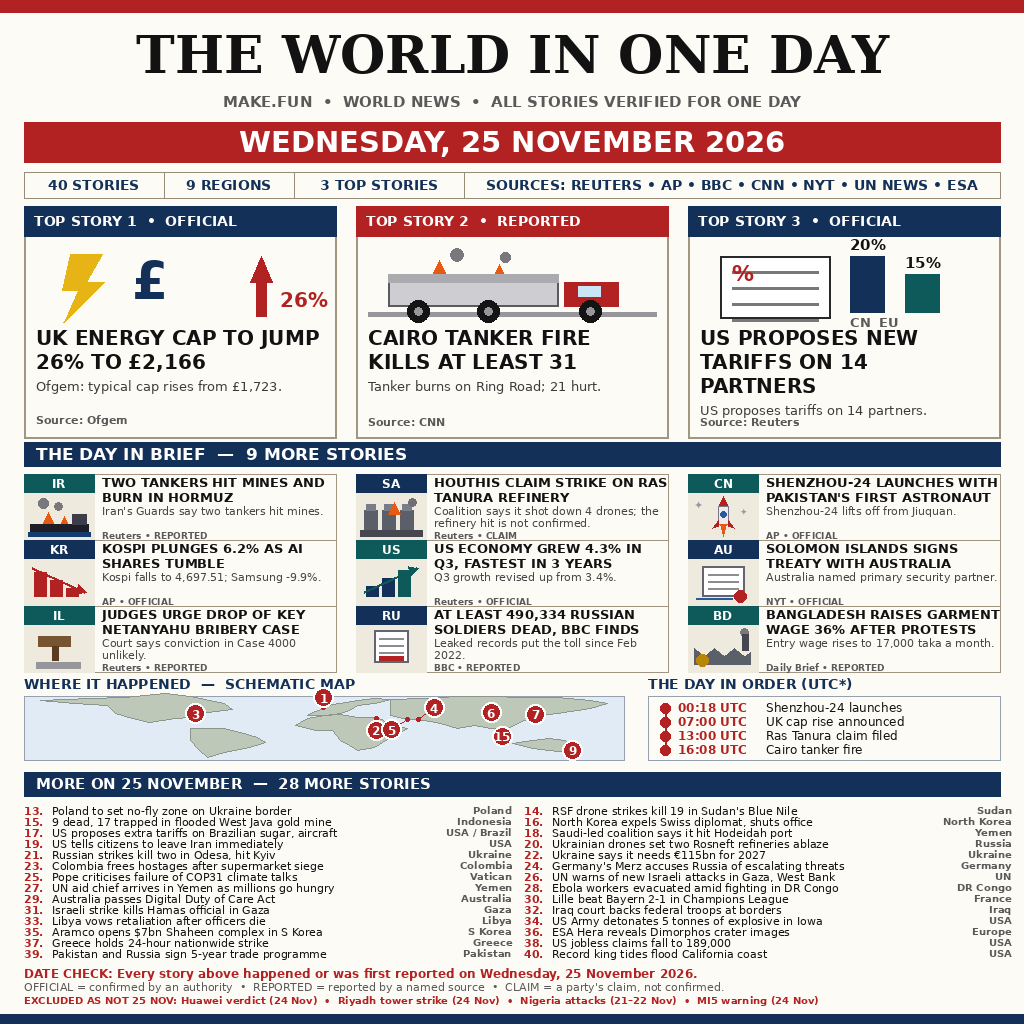 THE WORLD IN ONE DAY
MAKE.FUN • WORLD NEWS • ALL STORIES VERIFIED FOR ONE DAY
WEDNESDAY, 25 NOVEMBER 2026
40 STORIES
9 REGIONS
3 TOP STORIES
SOURCES: REUTERS • AP • BBC • CNN • NYT • UN NEWS • ESA
TOP STORY 1 • OFFICIAL
£
26%
UK ENERGY CAP TO JUMP
26% TO £2,166
Ofgem: typical cap rises from £1,723.
Source: Ofgem
TOP STORY 2 • REPORTED
CAIRO TANKER FIRE
KILLS AT LEAST 31
Tanker burns on Ring Road; 21 hurt.
Source: CNN
TOP STORY 3 • OFFICIAL
%
20%
15%
CN EU
US PROPOSES NEW
TARIFFS ON 14
PARTNERS
US proposes tariffs on 14 partners.
Source: Reuters
THE DAY IN BRIEF — 9 MORE STORIES
IR
TWO TANKERS HIT MINES AND
BURN IN HORMUZ
Iran's Guards say two tankers hit mines.
Reuters • REPORTED
SA
HOUTHIS CLAIM STRIKE ON RAS
TANURA REFINERY
Coalition says it shot down 4 drones; the
refinery hit is not confirmed.
Reuters • CLAIM
CN
SHENZHOU-24 LAUNCHES WITH
PAKISTAN'S FIRST ASTRONAUT
Shenzhou-24 lifts off from Jiuquan.
AP • OFFICIAL
KR
KOSPI PLUNGES 6.2% AS AI
SHARES TUMBLE
Kospi falls to 4,697.51; Samsung -9.9%.
AP • OFFICIAL
US
US ECONOMY GREW 4.3% IN
Q3, FASTEST IN 3 YEARS
Q3 growth revised up from 3.4%.
Reuters • OFFICIAL
AU
SOLOMON ISLANDS SIGNS
TREATY WITH AUSTRALIA
Australia named primary security partner.
NYT • OFFICIAL
IL
JUDGES URGE DROP OF KEY
NETANYAHU BRIBERY CASE
Court says conviction in Case 4000
unlikely.
Reuters • REPORTED
RU
AT LEAST 490,334 RUSSIAN
SOLDIERS DEAD, BBC FINDS
Leaked records put the toll since Feb
2022.
BBC • REPORTED
BD
BANGLADESH RAISES GARMENT
WAGE 36% AFTER PROTESTS
Entry wage rises to 17,000 taka a month.
Daily Brief • REPORTED
WHERE IT HAPPENED — SCHEMATIC MAP
1
3
2
5
4
6
7
15
9
THE DAY IN ORDER (UTC*)
00:18 UTC Shenzhou-24 launches
07:00 UTC UK cap rise announced
13:00 UTC Ras Tanura claim filed
16:08 UTC Cairo tanker fire
MORE ON 25 NOVEMBER — 28 MORE STORIES
13. Poland to set no-fly zone on Ukraine border Poland
14. RSF drone strikes kill 19 in Sudan's Blue Nile Sudan
15. 9 dead, 17 trapped in flooded West Java gold mine Indonesia
16. North Korea expels Swiss diplomat, shuts office North Korea
17. US proposes extra tariffs on Brazilian sugar, aircraft USA / Brazil
18. Saudi-led coalition says it hit Hodeidah port Yemen
19. US tells citizens to leave Iran immediately USA
20. Ukrainian drones set two Rosneft refineries ablaze Russia
21. Russian strikes kill two in Odesa, hit Kyiv Ukraine
22. Ukraine says it needs €115bn for 2027 Ukraine
23. Colombia frees hostages after supermarket siege Colombia
24. Germany's Merz accuses Russia of escalating threats Germany
25. Pope criticises failure of COP31 climate talks Vatican
26. UN warns of new Israeli attacks in Gaza, West Bank UN
27. UN aid chief arrives in Yemen as millions go hungry Yemen
28. Ebola workers evacuated amid fighting in DR Congo DR Congo
29. Australia passes Digital Duty of Care Act Australia
30. Lille beat Bayern 2-1 in Champions League France
31. Israeli strike kills Hamas official in Gaza Gaza
32. Iraq court backs federal troops at borders Iraq
33. Libya vows retaliation after officers die Libya
34. US Army detonates 5 tonnes of explosive in Iowa USA
35. Aramco opens $7bn Shaheen complex in S Korea S Korea
36. ESA Hera reveals Dimorphos crater images Europe
37. Greece holds 24-hour nationwide strike Greece
38. US jobless claims fall to 189,000 USA
39. Pakistan and Russia sign 5-year trade programme Pakistan
40. Record king tides flood California coast USA
DATE CHECK: Every story above happened or was first reported on Wednesday, 25 November 2026.
OFFICIAL = confirmed by an authority • REPORTED = reported by a named source • CLAIM = a party's claim, not confirmed.
EXCLUDED AS NOT 25 NOV: Huawei verdict (24 Nov) • Riyadh tower strike (24 Nov) • Nigeria attacks (21–22 Nov) • MI5 warning (24 Nov)